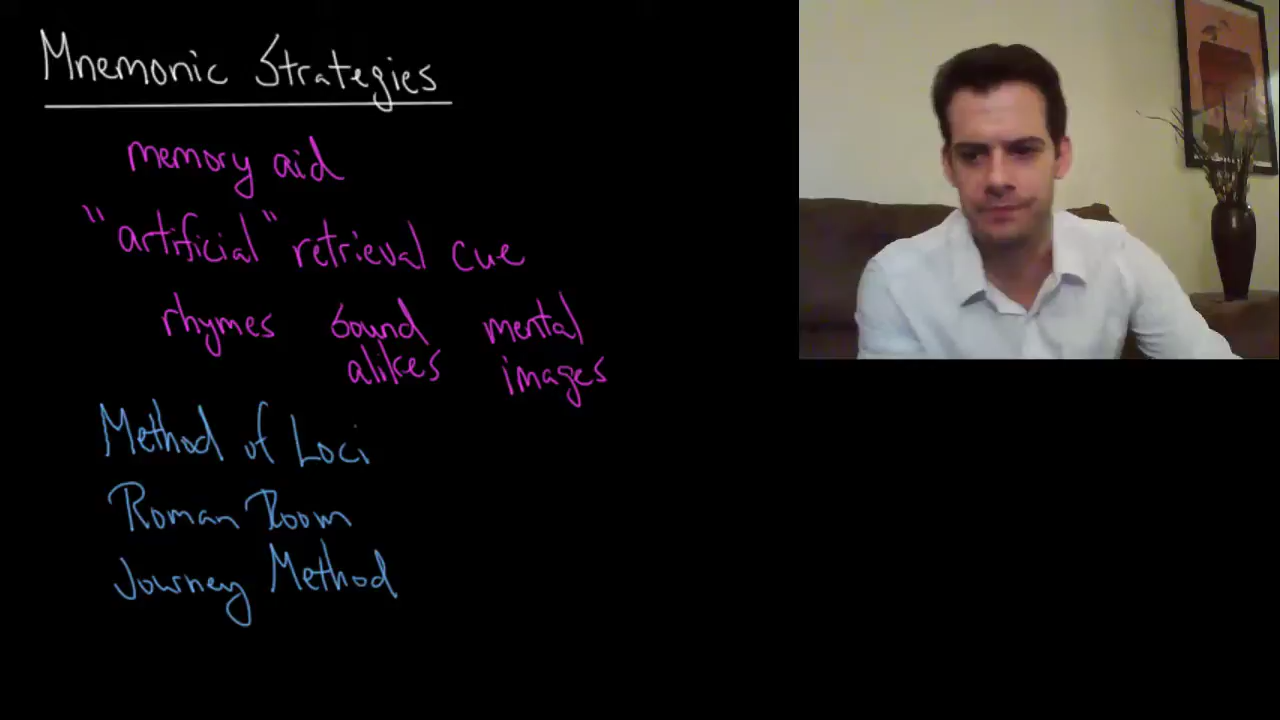 Mnemonic Strategies
memory aid
"artificial" retrieval cue
rhymes sound mental
alikes images
Method of Loci
Roman Room
Journey Method